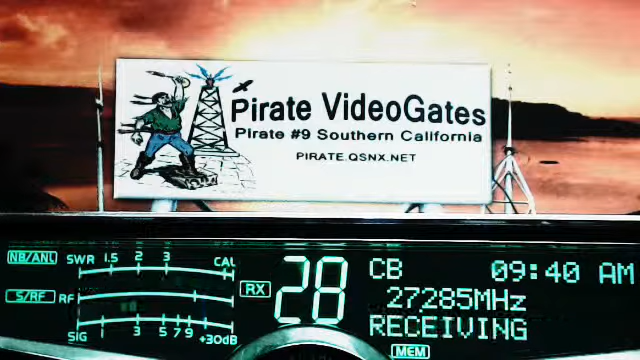 Pirate VideoGates
Pirate #9 Southern California
PIRATE.QSNX.NET
NB/ANL SWR 1.5 2 3 CAL
28
CB 09:40 AM
S/RF RF
RX
27285MHz
SIG 3 5 7 9 +30dB
RECEIVING
MEM